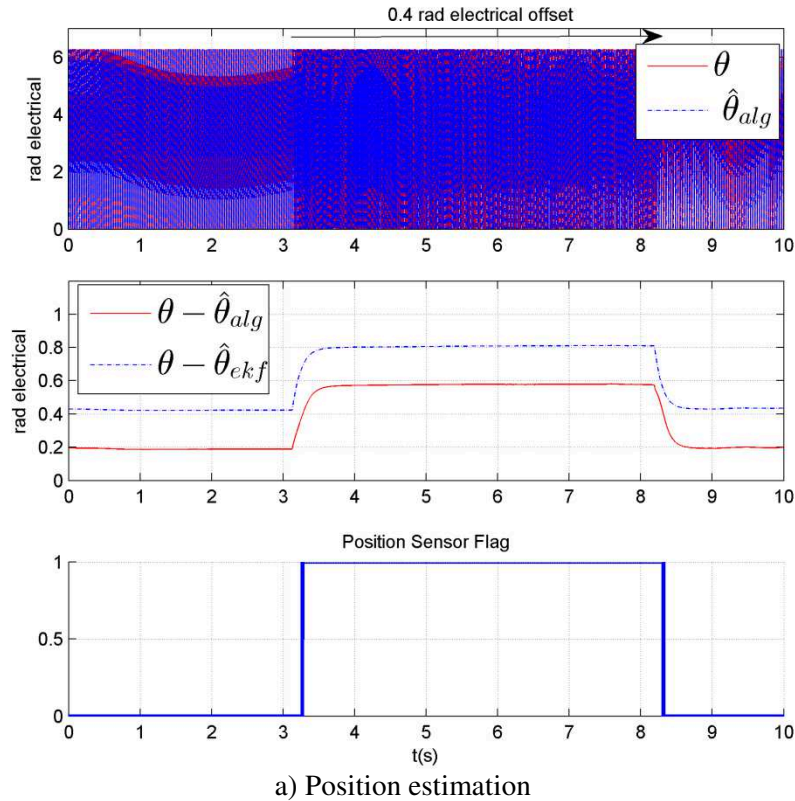 0.4 rad electrical offset
6
4
2
0
rad electrical
θ
θ̂alg
0 1 2 3 4 5 6 7 8 9 10
1
0.8
0.6
0.4
0.2
0
rad electrical
θ − θ̂alg
θ − θ̂ekf
0 1 2 3 4 5 6 7 8 9 10
Position Sensor Flag
1
0.5
0
0 1 2 3 4 5 6 7 8 9 10
t(s)
a) Position estimation